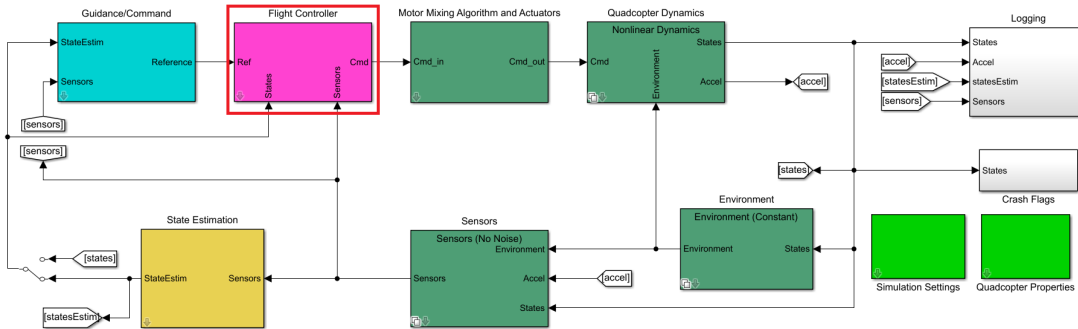 Guidance/Command
StateEstim
Reference
Sensors
Flight Controller
Ref
Cmd
States
Sensors
Motor Mixing Algorithm and Actuators
Cmd_in
Cmd_out
Quadcopter Dynamics
Nonlinear Dynamics
States
Cmd
Environment
Accel
[accel]
Logging
States
[accel]
Accel
[statesEstim]
statesEstim
[sensors]
Sensors
[sensors]
[sensors]
[states]
States
Crash Flags
State Estimation
StateEstim
Sensors
[states]
[statesEstim]
Sensors
Sensors (No Noise)
Environment
Sensors
Accel
States
[accel]
Environment
Environment (Constant)
Environment
States
Simulation Settings
Quadcopter Properties